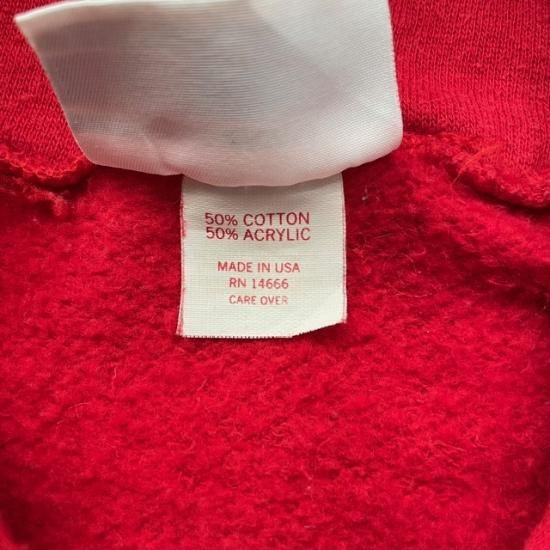 50% COTTON
50% ACRYLIC
MADE IN USA
RN 14666
CARE OVER